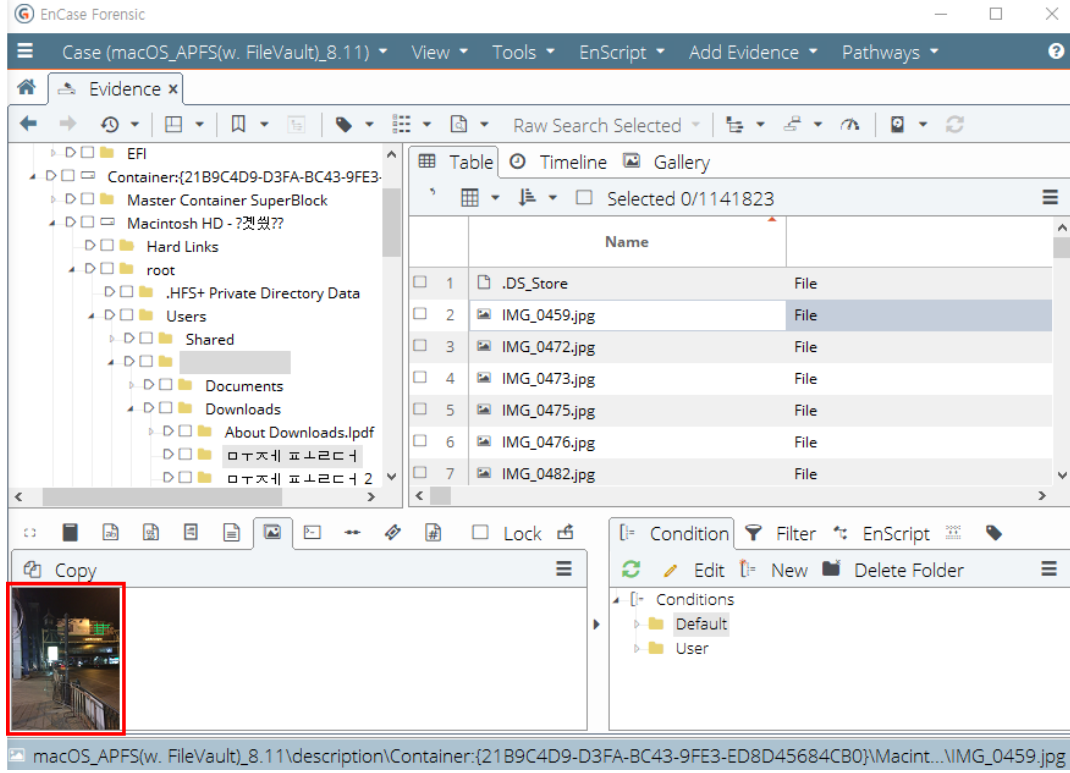 EnCase Forensic
Case (macOS_APFS(w. FileVault)_8.11) View Tools EnScript Add Evidence Pathways ?
Evidence x
Raw Search Selected
EFI
Container:{21B9C4D9-D3FA-BC43-9FE3-
Master Container SuperBlock
Macintosh HD - ?곗씠??
Hard Links
root
.HFS+ Private Directory Data
Users
Shared
Documents
Downloads
About Downloads.lpdf
ㅁㅜㅈㅔ ㅍㅗㄹㄷㅓ
ㅁㅜㅈㅔ ㅍㅗㄹㄷㅓ 2
Table Timeline Gallery
Selected 0/1141823
Name
1 .DS_Store File
2 IMG_0459.jpg File
3 IMG_0472.jpg File
4 IMG_0473.jpg File
5 IMG_0475.jpg File
6 IMG_0476.jpg File
7 IMG_0482.jpg File
Lock
Copy
Condition Filter EnScript
Edit New Delete Folder
Conditions
Default
User
macOS_APFS(w. FileVault)_8.11\description\Container:{21B9C4D9-D3FA-BC43-9FE3-ED8D45684CB0}\Macint...\IMG_0459.jpg